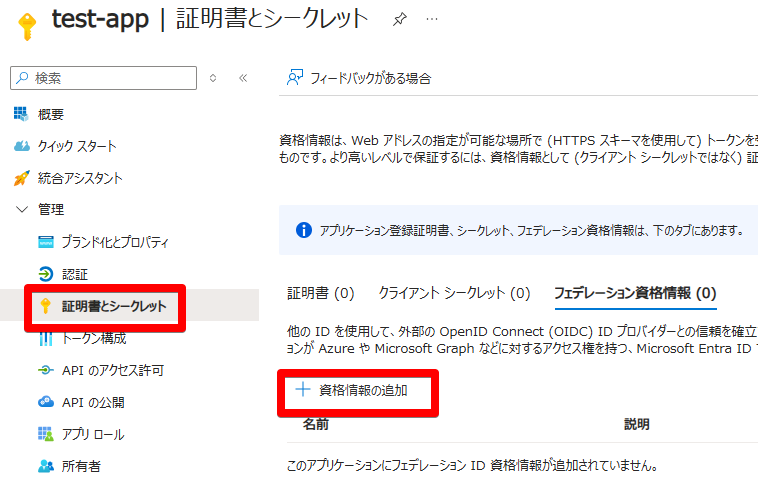 test-app | 証明書とシークレット
検索
概要
クイック スタート
統合アシスタント
管理
ブランド化とプロパティ
認証
証明書とシークレット
トークン構成
API のアクセス許可
API の公開
アプリ ロール
所有者
フィードバックがある場合
資格情報は、Web アドレスの指定が可能な場所で (HTTPS スキーマを使用して) トークンを
ものです。より高いレベルで保証するには、資格情報として (クライアント シークレットではなく) 証
アプリケーション登録証明書、シークレット、フェデレーション資格情報は、下のタブにあります。
証明書 (0) クライアント シークレット (0) フェデレーション資格情報 (0)
他の ID を使用して、外部の OpenID Connect (OIDC) ID プロバイダーとの信頼を確立
ョンが Azure や Microsoft Graph などに対するアクセス権を持つ、Microsoft Entra ID
資格情報の追加
名前 説明
このアプリケーションにフェデレーション ID 資格情報が追加されていません。